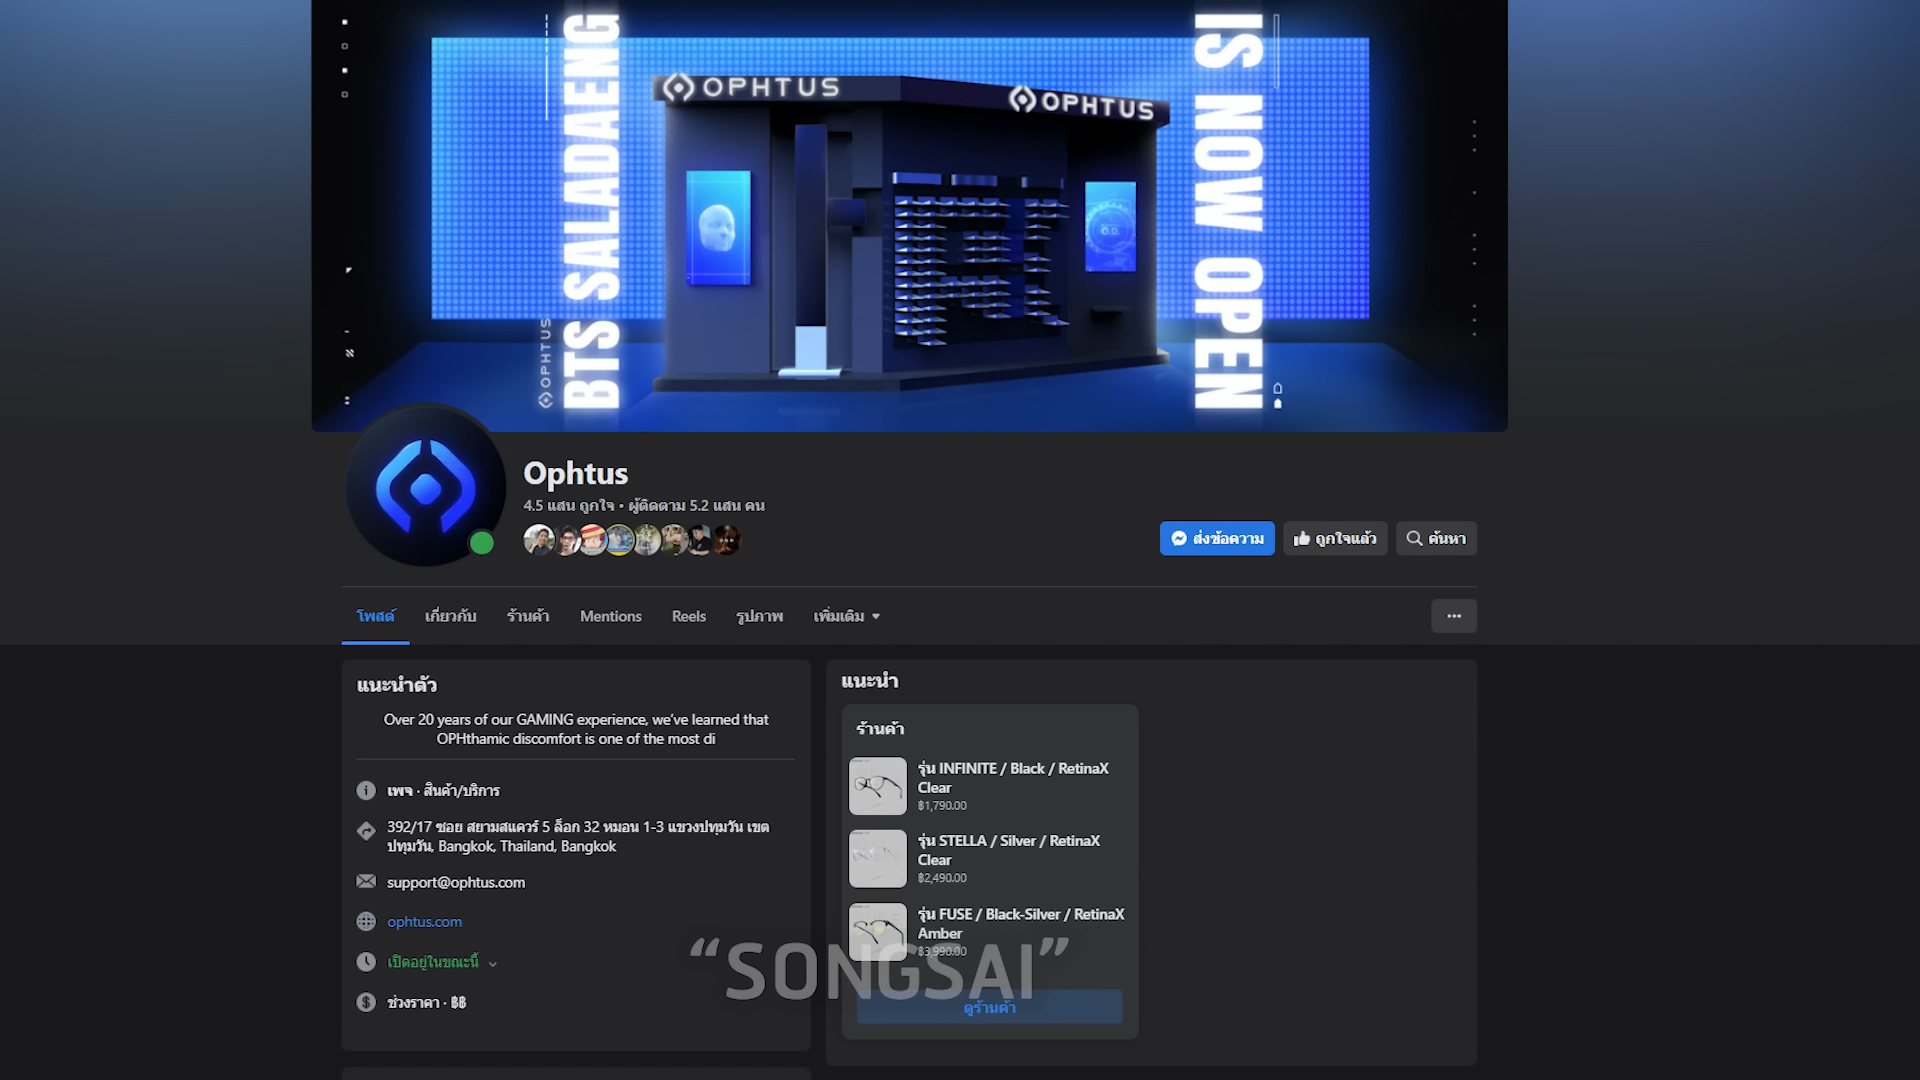 OPHTUS
OPHTUS
OPHTUS
BTS SALADAENG
IS NOW OPEN
O.D.
Ophtus
4.5 แสน ถูกใจ • ผู้ติดตาม 5.2 แสน คน
ส่งข้อความ
ถูกใจแล้ว
ค้นหา
โพสต์
เกี่ยวกับ
ร้านค้า
Mentions
Reels
รูปภาพ
เพิ่มเติม
แนะนำตัว
Over 20 years of our GAMING experience, we've learned that
OPHthamic discomfort is one of the most di
เพจ · สินค้า/บริการ
392/17 ซอย สยามสแควร์ 5 ล็อก 32 หมอน 1-3 แขวงปทุมวัน เขต
ปทุมวัน, Bangkok, Thailand, Bangkok
support@ophtus.com
ophtus.com
เปิดอยู่ในขณะนี้
ช่วงราคา · ฿฿
แนะนำ
ร้านค้า
รุ่น INFINITE / Black / RetinaX
Clear
฿1,790.00
รุ่น STELLA / Silver / RetinaX
Clear
฿2,490.00
รุ่น FUSE / Black-Silver / RetinaX
Amber
฿3,990.00
ดูร้านค้า
“SONGSAI”